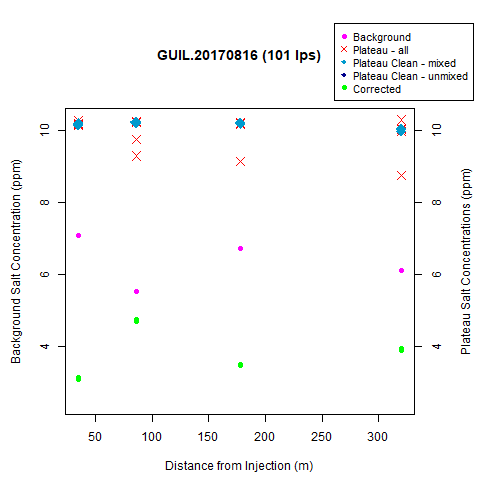 GUIL.20170816 (101 lps)
Background
Plateau - all
Plateau Clean - mixed
Plateau Clean - unmixed
Corrected
Background Salt Concentration (ppm)
10
8
6
4
10
8
6
4
Plateau Salt Concentrations (ppm)
50 100 150 200 250 300
Distance from Injection (m)